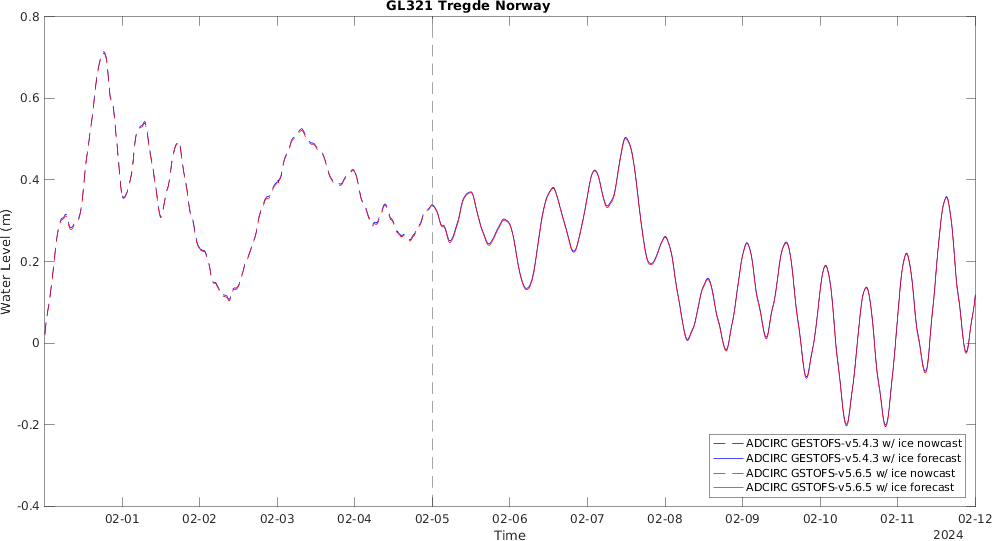 GL321 Tregde Norway
0.8
0.6
0.4
0.2
0
-0.2
-0.4
Water Level (m)
ADCIRC GESTOFS-v5.4.3 w/ ice nowcast
ADCIRC GESTOFS-v5.4.3 w/ ice forecast
ADCIRC GSTOFS-v5.6.5 w/ ice nowcast
ADCIRC GSTOFS-v5.6.5 w/ ice forecast
02-01 02-02 02-03 02-04 02-05 02-06 02-07 02-08 02-09 02-10 02-11 02-12
Time
2024